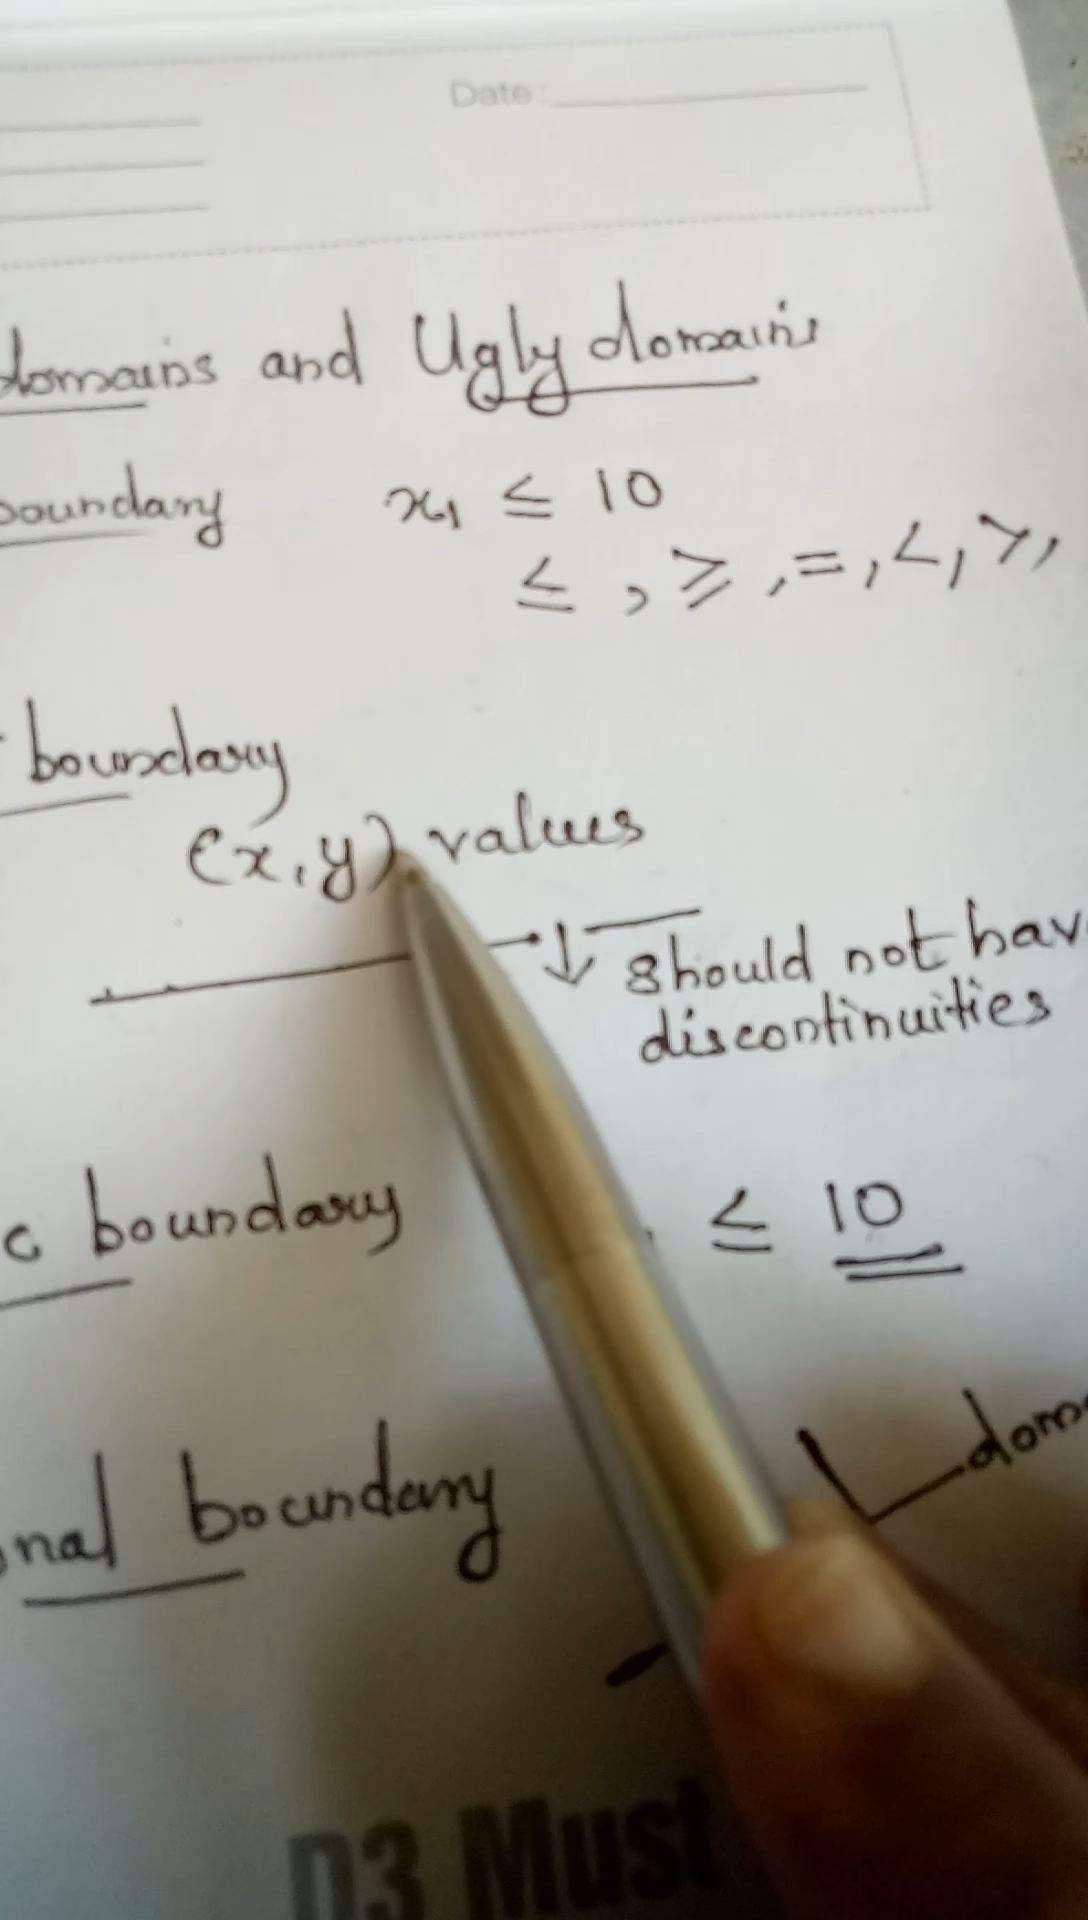 Date:
domains and Ugly domains
boundary x₁ ≤ 10
≤ , ≥ , = , < , > ,
boundary
(x, y) values
should not hav
discontinuities
c boundary ≤ 10
dom
nal boundary
D3 Must